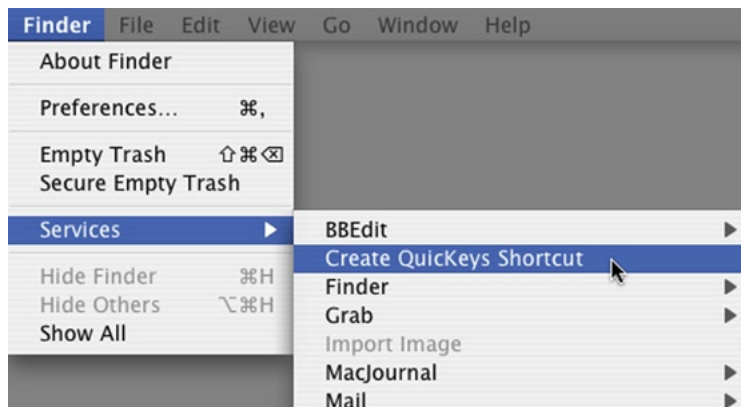 Finder File Edit View Go Window Help
About Finder
Preferences... ⌘,
Empty Trash ⇧⌘⌫
Secure Empty Trash
Services ▶
Hide Finder ⌘H
Hide Others ⌥⌘H
Show All
BBEdit ▶
Create QuicKeys Shortcut
Finder ▶
Grab ▶
Import Image
MacJournal ▶
Mail ▶